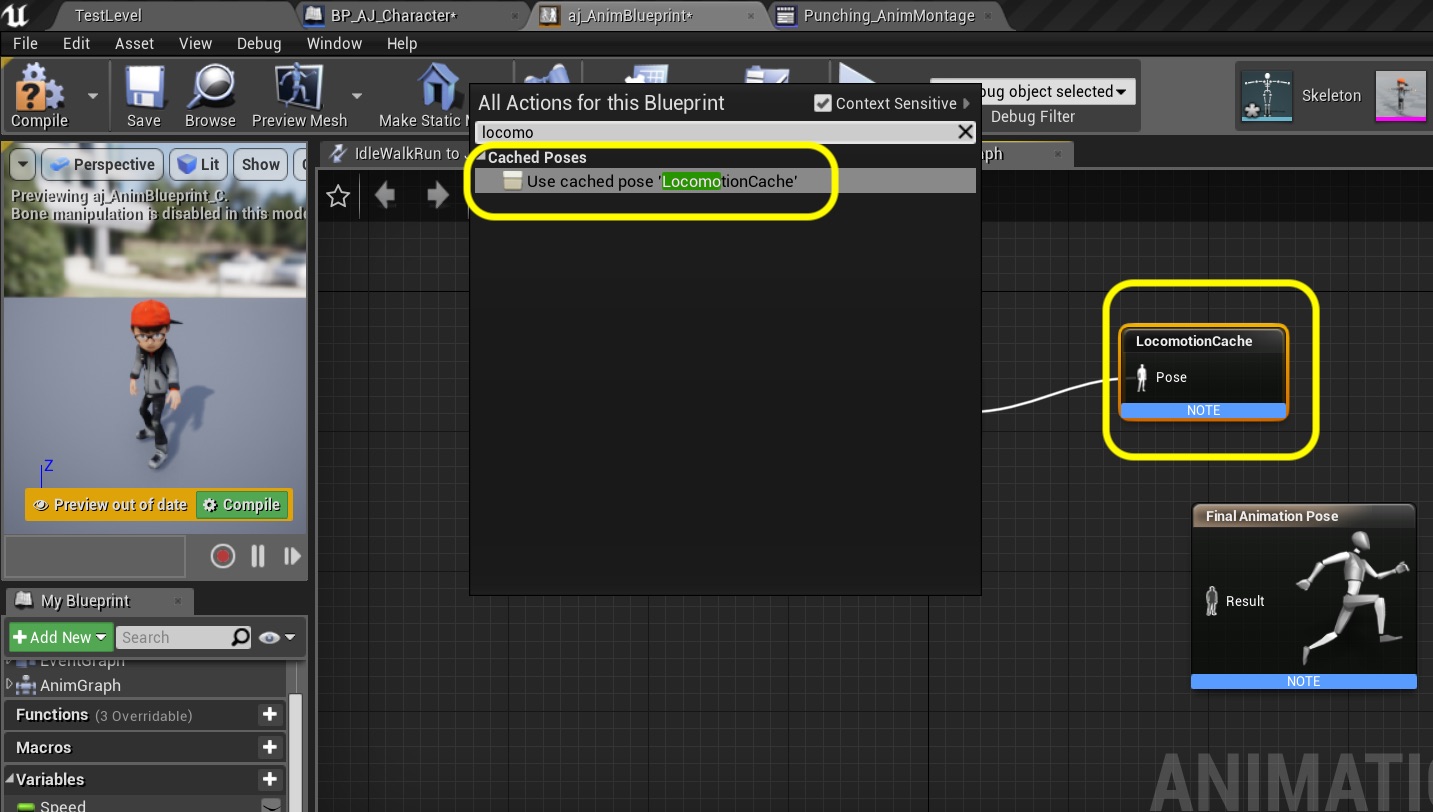 TestLevel
BP_AJ_Character*
aj_AnimBlueprint*
Punching_AnimMontage
File Edit Asset View Debug Window Help
Compile
Save
Browse
Preview Mesh
Make Static
bug object selected
Debug Filter
Skeleton
All Actions for this Blueprint
Context Sensitive
locomo
Cached Poses
Use cached pose 'LocomotionCache'
IdleWalkRun to
Perspective
Lit
Show
Previewing aj_AnimBlueprint_C.
Bone manipulation is disabled in this mode
Z
Preview out of date
Compile
LocomotionCache
Pose
NOTE
Final Animation Pose
Result
NOTE
My Blueprint
Add New
Search
EventGraph
AnimGraph
Functions (3 Overridable)
Macros
Variables
Speed
ANIMATIO